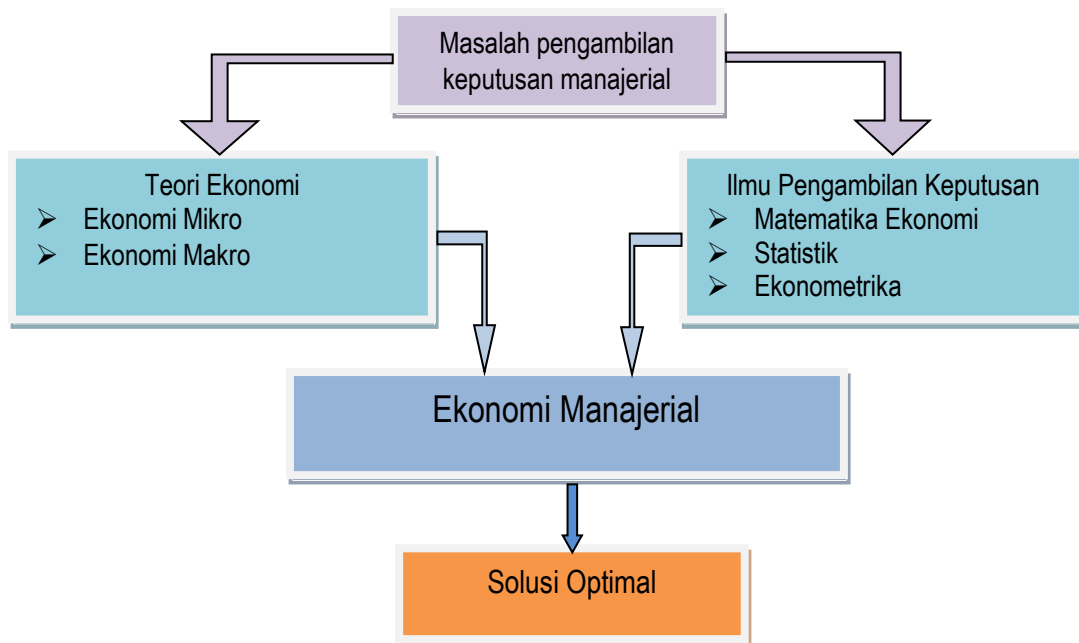 Masalah pengambilan
keputusan manajerial
Teori Ekonomi
➢ Ekonomi Mikro
➢ Ekonomi Makro
Ilmu Pengambilan Keputusan
➢ Matematika Ekonomi
➢ Statistik
➢ Ekonometrika
Ekonomi Manajerial
Solusi Optimal